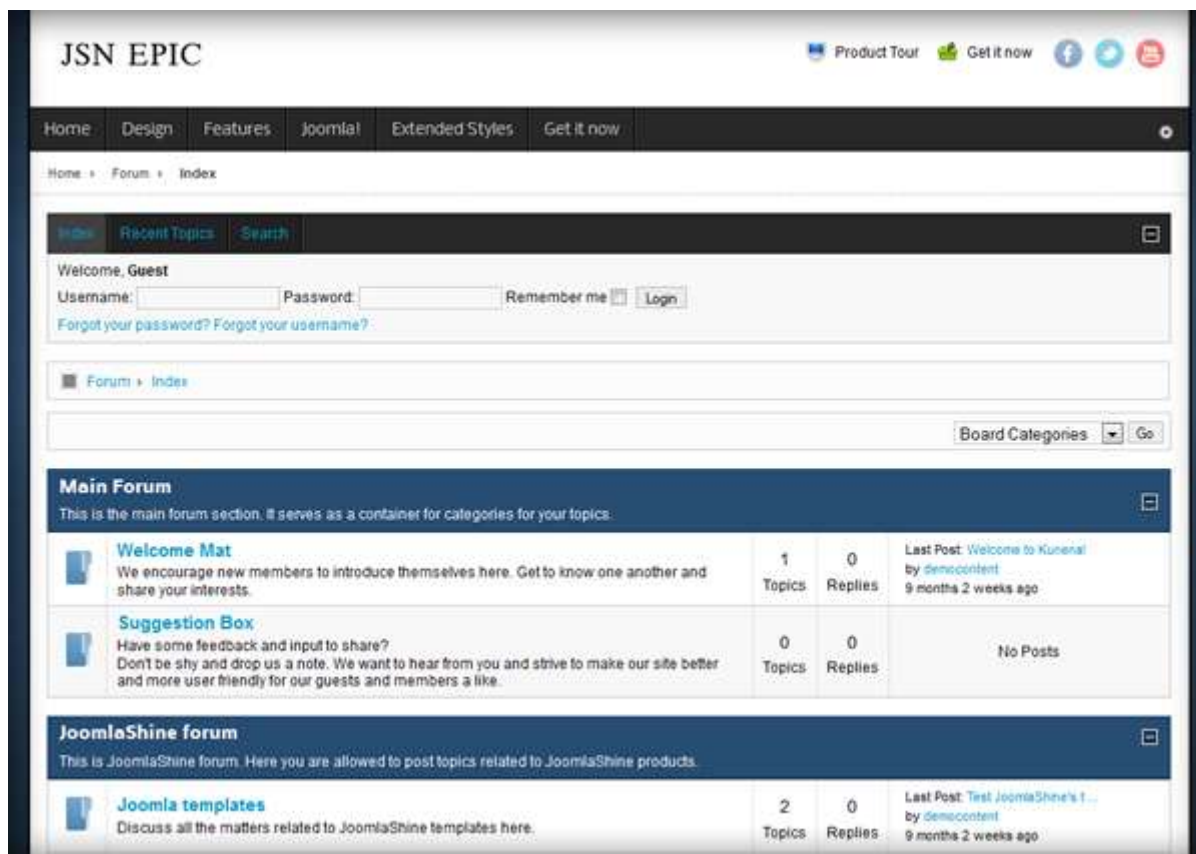 JSN EPIC
Product Tour Get it now
Home Design Features Joomla! Extended Styles Get it now
Home Forum Index
Index Recent Topics Search
Welcome, Guest
Username: Password: Remember me Login
Forgot your password? Forgot your username?
Forum Index
Board Categories Go
Main Forum
This is the main forum section. It serves as a container for categories for your topics.
Welcome Mat
We encourage new members to introduce themselves here. Get to know one another and
share your interests.
1 Topics
0 Replies
Last Post: Welcome to Kunena!
by democontent
9 months 2 weeks ago
Suggestion Box
Have some feedback and input to share?
Don't be shy and drop us a note. We want to hear from you and strive to make our site better
and more user friendly for our guests and members a like.
0 Topics
0 Replies
No Posts
JoomlaShine forum
This is JoomlaShine forum. Here you are allowed to post topics related to JoomlaShine products.
Joomla templates
Discuss all the matters related to JoomlaShine templates here.
2 Topics
0 Replies
Last Post: Test JoomlaShine's t...
by democontent
9 months 2 weeks ago